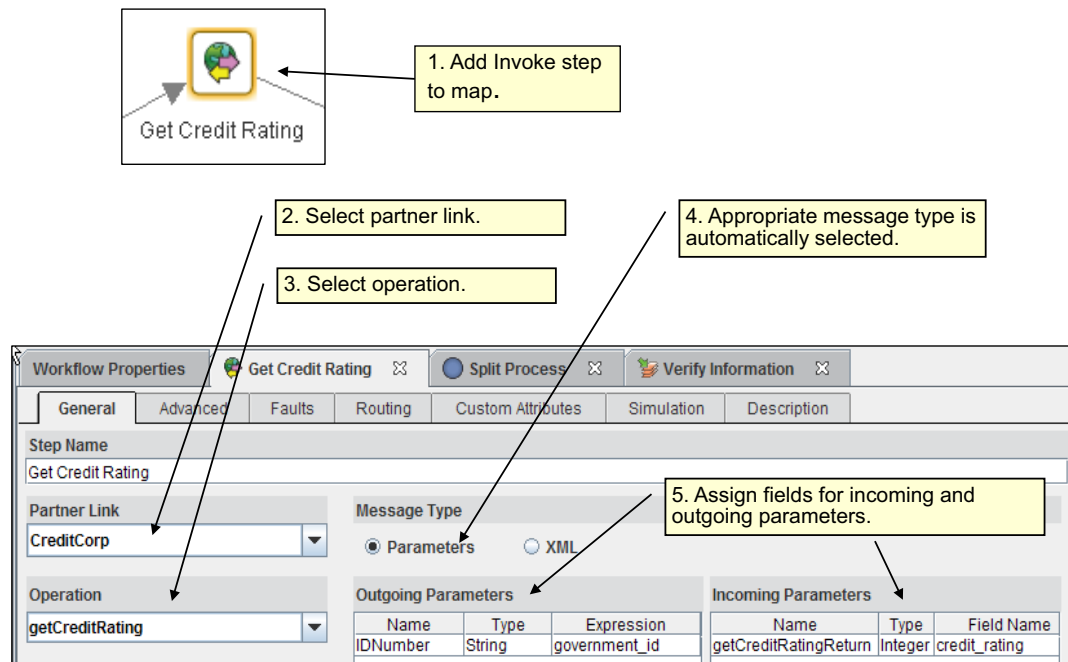 1. Add Invoke step
to map.
Get Credit Rating
2. Select partner link.
4. Appropriate message type is
automatically selected.
3. Select operation.
Workflow Properties Get Credit Rating Split Process Verify Information
General Advanced Faults Routing Custom Attributes Simulation Description
Step Name
Get Credit Rating
5. Assign fields for incoming and
outgoing parameters.
Partner Link Message Type
CreditCorp Parameters XML
Operation Outgoing Parameters Incoming Parameters
getCreditRating Name Type Expression Name Type Field Name
IDNumber String government_id getCreditRatingReturn Integer credit_rating